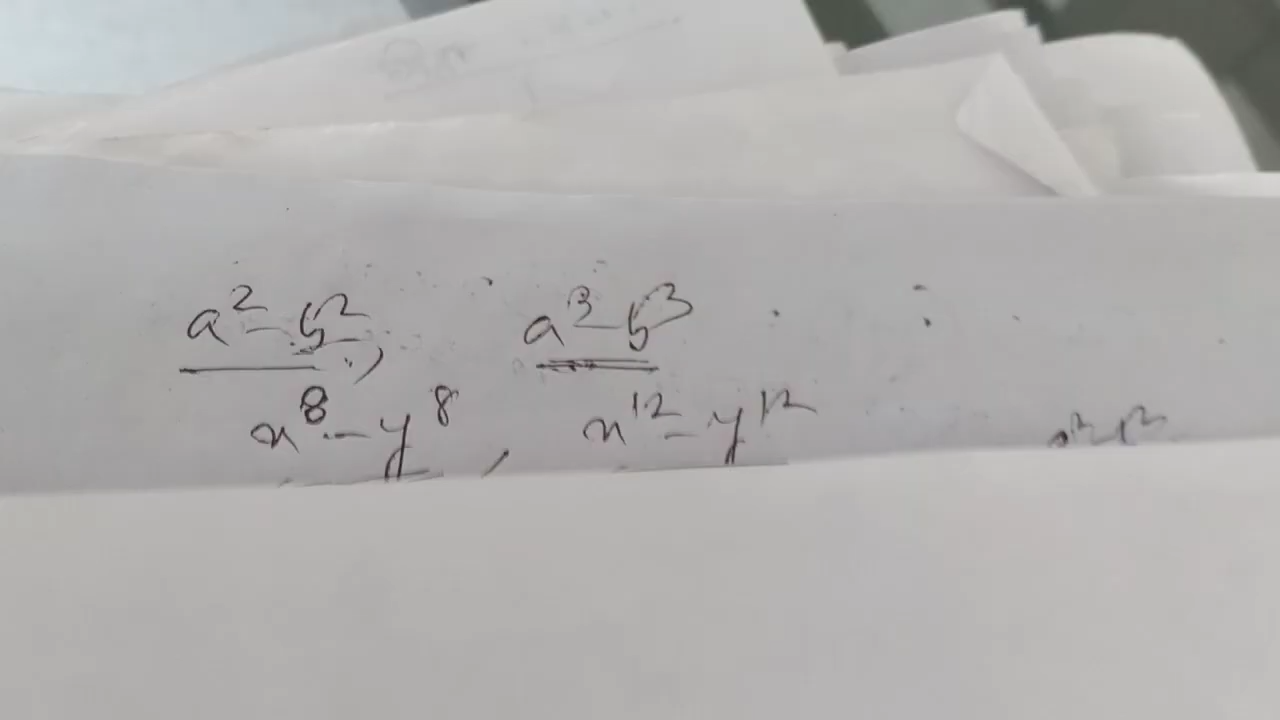 a² - b², a³ - b³
x⁸ - y⁸, x¹² - y¹²